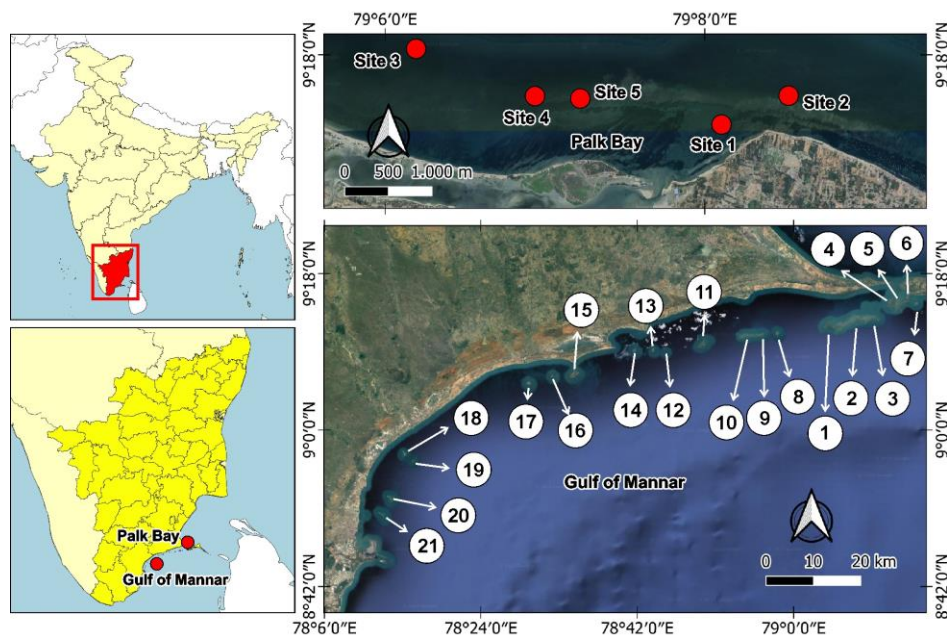 79°6'0"E
79°8'0"E
9°18'0"N
9°18'0"N
Site 3
Site 4
Site 5
Site 2
Site 1
Palk Bay
0 500 1.000 m
4
5
6
9°18'0"N
9°18'0"N
15
13
11
7
18
17
16
14
12
10
9
8
1
2
3
9°0'0"N
9°0'0"N
19
Gulf of Mannar
20
21
Palk Bay
Gulf of Mannar
0 10 20 km
8°42'0"N
8°42'0"N
78°6'0"E
78°24'0"E
78°42'0"E
79°0'0"E